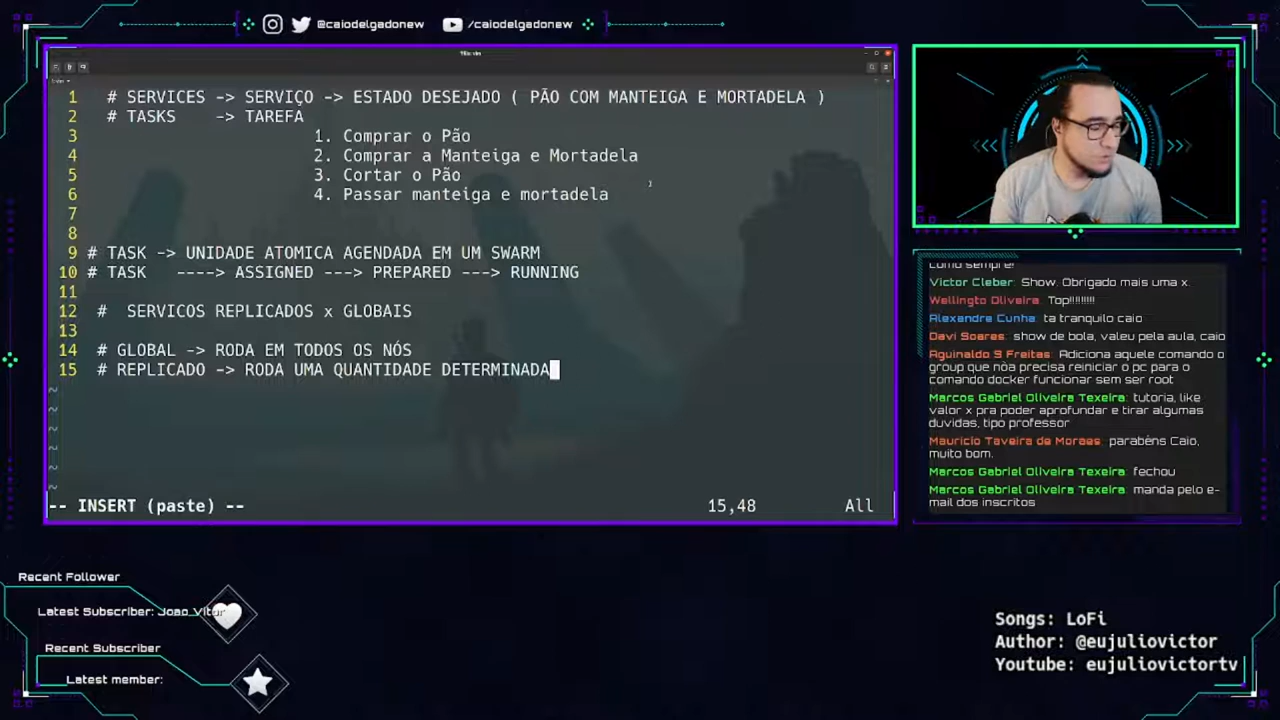 @caiodelgadonew /caiodelgadonew
1 # SERVICES -> SERVIÇO -> ESTADO DESEJADO ( PÃO COM MANTEIGA E MORTADELA )
2 # TASKS -> TAREFA
3 1. Comprar o Pão
4 2. Comprar a Manteiga e Mortadela
5 3. Cortar o Pão
6 4. Passar manteiga e mortadela
7
8
9 # TASK -> UNIDADE ATOMICA AGENDADA EM UM SWARM
10 # TASK ----> ASSIGNED ---> PREPARED ---> RUNNING
11
12 # SERVICOS REPLICADOS x GLOBAIS
13
14 # GLOBAL -> RODA EM TODOS OS NÓS
15 # REPLICADO -> RODA UMA QUANTIDADE DETERMINADA
~
~
~
~
~
~
-- INSERT (paste) -- 15,48 All
como sempre!
Victor Cleber: Show. Obrigado mais uma x
Wellingto Oliveira: Top!!!!!!!!!
Alexandre Cunha: ta tranquilo caio
Davi Soares: show de bola, valeu pela aula, caio
Aguinaldo S Freitas: Adiciona aquele comando o
group que nòa precisa reiniciar o pc para o
comando docker funcionar sem ser root
Marcos Gabriel Oliveira Texeira: tutoria, like
valor x pra poder aprofundar e tirar algumas
duvidas, tipo professor
Mauricio Taveira de Moraes: parabéns Caio,
muito bom.
Marcos Gabriel Oliveira Texeira: fechou
Marcos Gabriel Oliveira Texeira: manda pelo e-
mail dos inscritos
Recent Follower
Latest Subscriber: Joao Vitor
Recent Subscriber
Latest member:
Songs: LoFi
Author: @eujuliovictor
Youtube: eujuliovictortv